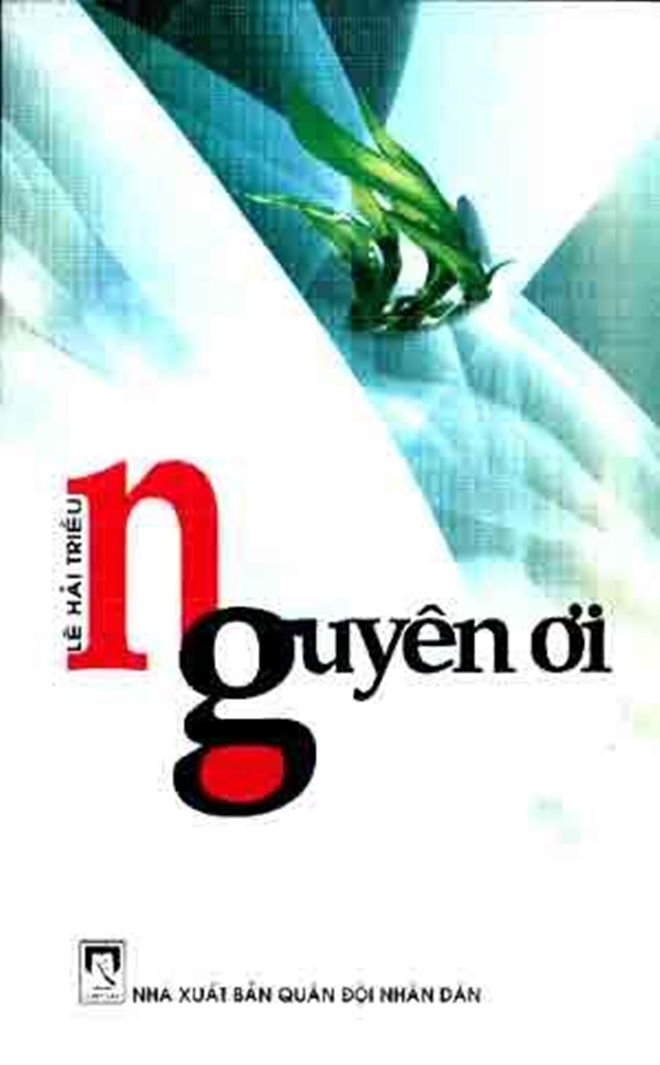 LÊ HẢI TRIỀU
nguyên ơi
NHÀ XUẤT BẢN QUÂN ĐỘI NHÂN DÂN